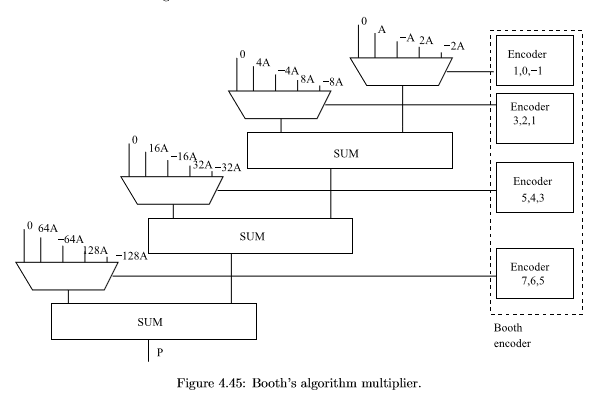 0
A
−A
2A
−2A
Encoder
1,0,−1
0
4A
−4A
8A
−8A
Encoder
3,2,1
SUM
0
16A
−16A
32A
−32A
Encoder
5,4,3
SUM
0
64A
−64A
128A
−128A
Encoder
7,6,5
SUM
P
Booth
encoder
Figure 4.45: Booth's algorithm multiplier.